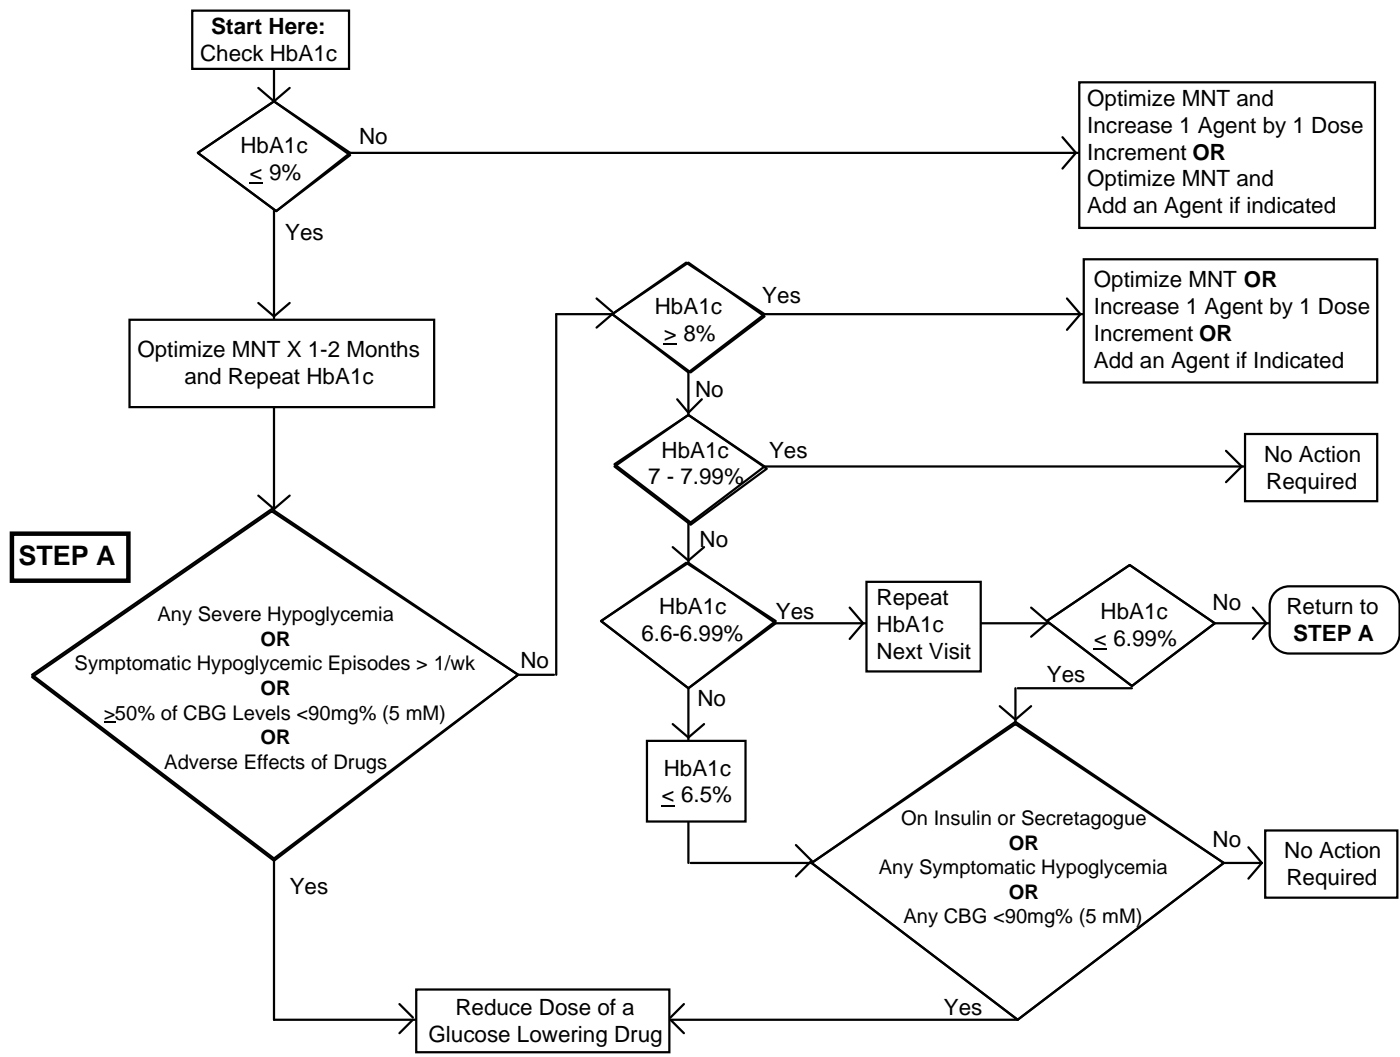 Start Here:
Check HbA1c
HbA1c
≤ 9%
No
Yes
Optimize MNT and
Increase 1 Agent by 1 Dose
Increment OR
Optimize MNT and
Add an Agent if indicated
Optimize MNT X 1-2 Months
and Repeat HbA1c
STEP A
Any Severe Hypoglycemia
OR
Symptomatic Hypoglycemic Episodes > 1/wk
OR
≥50% of CBG Levels <90mg% (5 mM)
OR
Adverse Effects of Drugs
No
Yes
HbA1c
≥ 8%
Yes
No
Optimize MNT OR
Increase 1 Agent by 1 Dose
Increment OR
Add an Agent if Indicated
HbA1c
7 - 7.99%
Yes
No
No Action
Required
HbA1c
6.6-6.99%
Yes
No
Repeat
HbA1c
Next Visit
HbA1c
≤ 6.99%
No
Yes
Return to
STEP A
HbA1c
≤ 6.5%
On Insulin or Secretagogue
OR
Any Symptomatic Hypoglycemia
OR
Any CBG <90mg% (5 mM)
No
Yes
No Action
Required
Reduce Dose of a
Glucose Lowering Drug